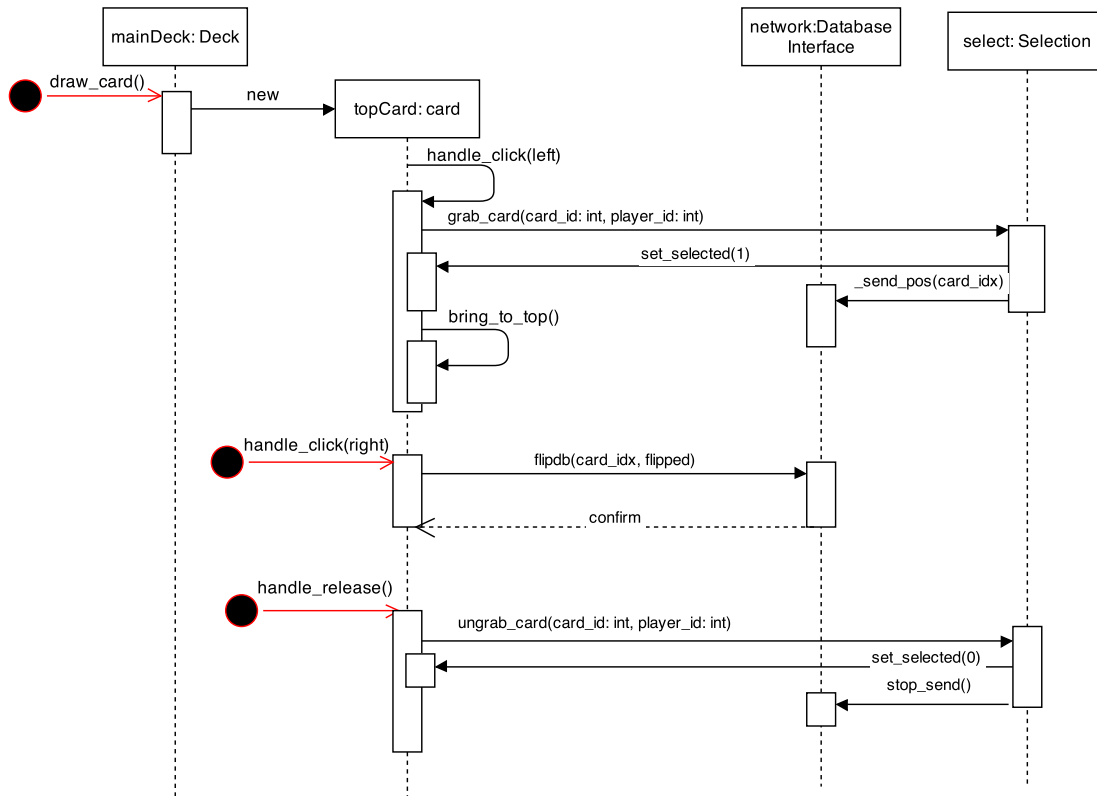 mainDeck: Deck
network:Database
Interface
select: Selection
draw_card()
new
topCard: card
handle_click(left)
grab_card(card_id: int, player_id: int)
set_selected(1)
_send_pos(card_idx)
bring_to_top()
handle_click(right)
flipdb(card_idx, flipped)
confirm
handle_release()
ungrab_card(card_id: int, player_id: int)
set_selected(0)
stop_send()